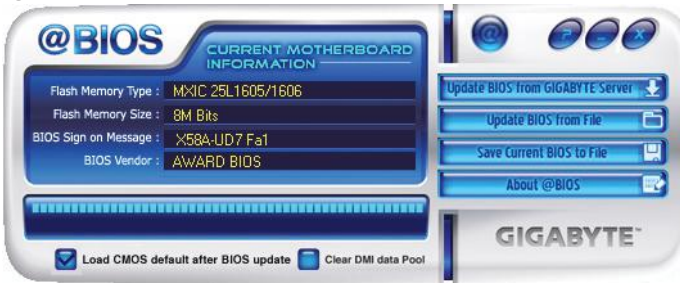 @BIOS
CURRENT MOTHERBOARD
INFORMATION
Flash Memory Type : MXIC 25L1605/1606
Flash Memory Size : 8M Bits
BIOS Sign on Message : X58A-UD7 Fa1
BIOS Vendor : AWARD BIOS
Load CMOS default after BIOS update Clear DMI data Pool
@ ? – X
Update BIOS from GIGABYTE Server
Update BIOS from File
Save Current BIOS to File
About @BIOS
GIGABYTE™